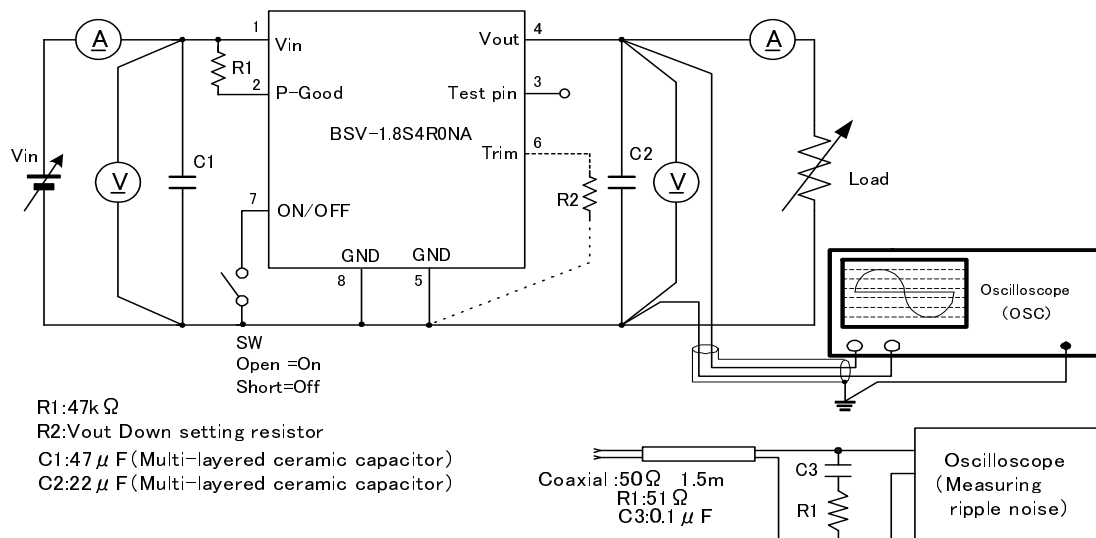 A
1
Vin
R1
2
P-Good
Vout
4
3
Test pin
BSV-1.8S4R0NA
6
Trim
A
Vin
V
C1
C2
V
R2
Load
7
ON/OFF
GND
8
GND
5
SW
Open =On
Short=Off
Oscilloscope
(OSC)
R1:47kΩ
R2:Vout Down setting resistor
C1:47μF(Multi-layered ceramic capacitor)
C2:22μF(Multi-layered ceramic capacitor)
Coaxial :50Ω 1.5m
R1:51Ω
C3:0.1μF
C3
R1
Oscilloscope
(Measuring
ripple noise)